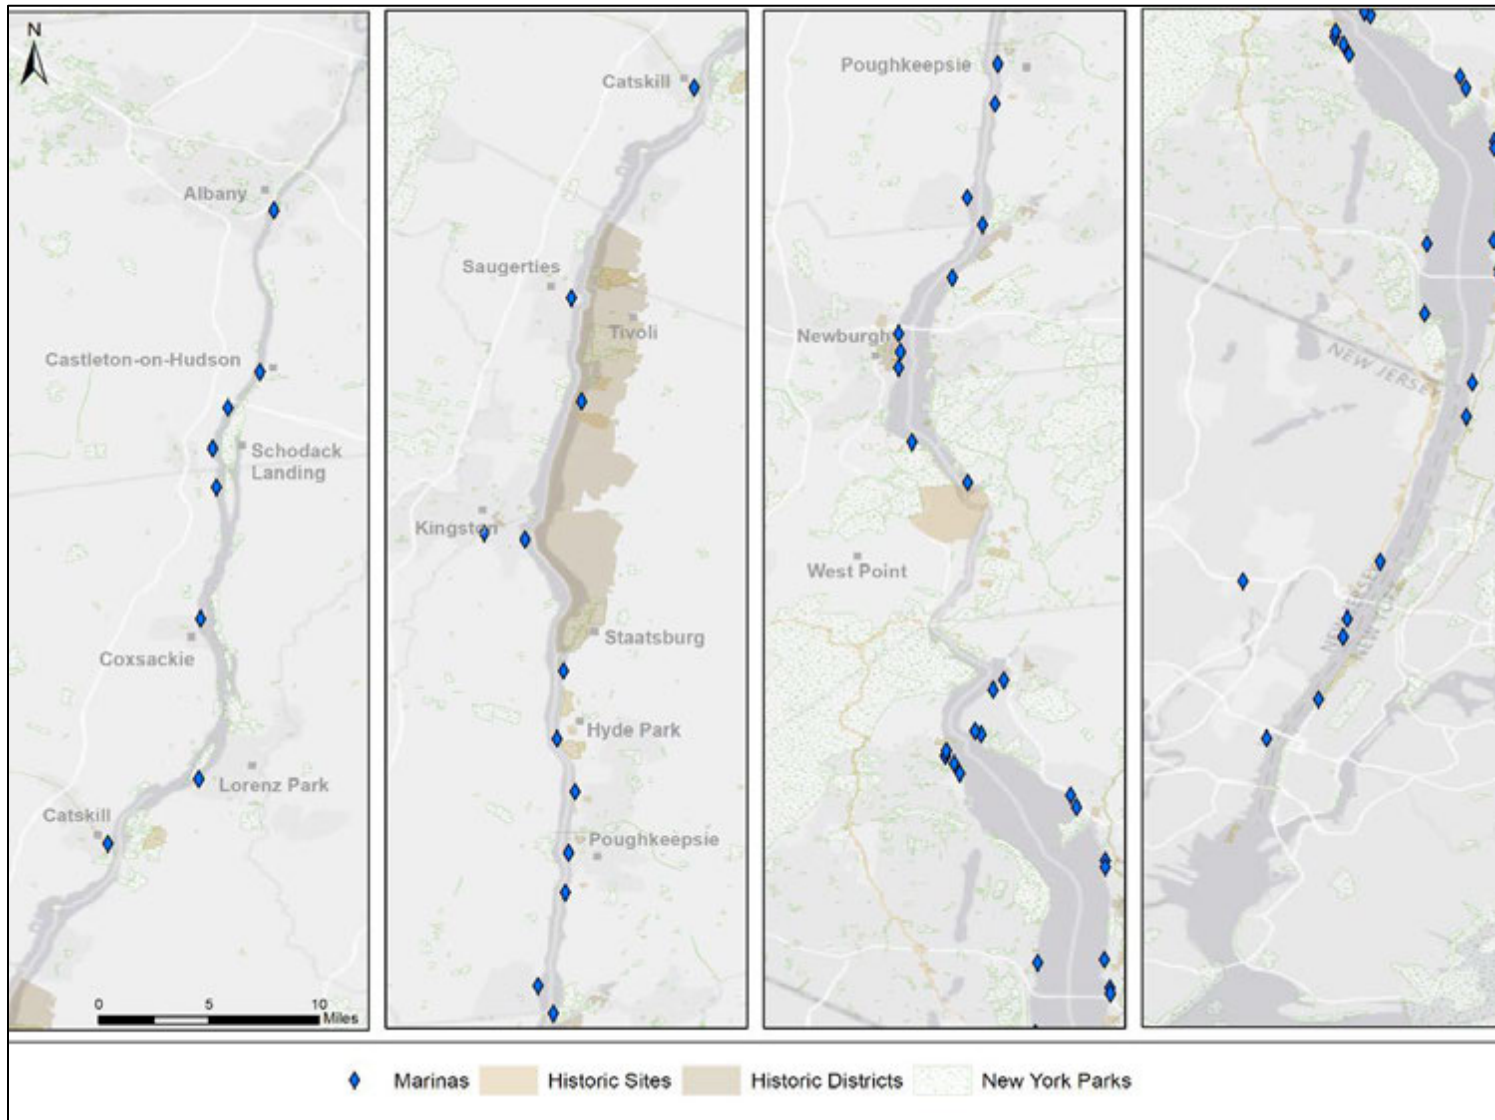 N
Albany
Castleton-on-Hudson
Schodack
Landing
Coxsackie
Lorenz Park
Catskill
0 5 10
Miles
Catskill
Saugerties
Tivoli
Kingston
Staatsburg
Hyde Park
Poughkeepsie
Poughkeepsie
Newburgh
West Point
NEW JERSEY
Marinas Historic Sites Historic Districts New York Parks